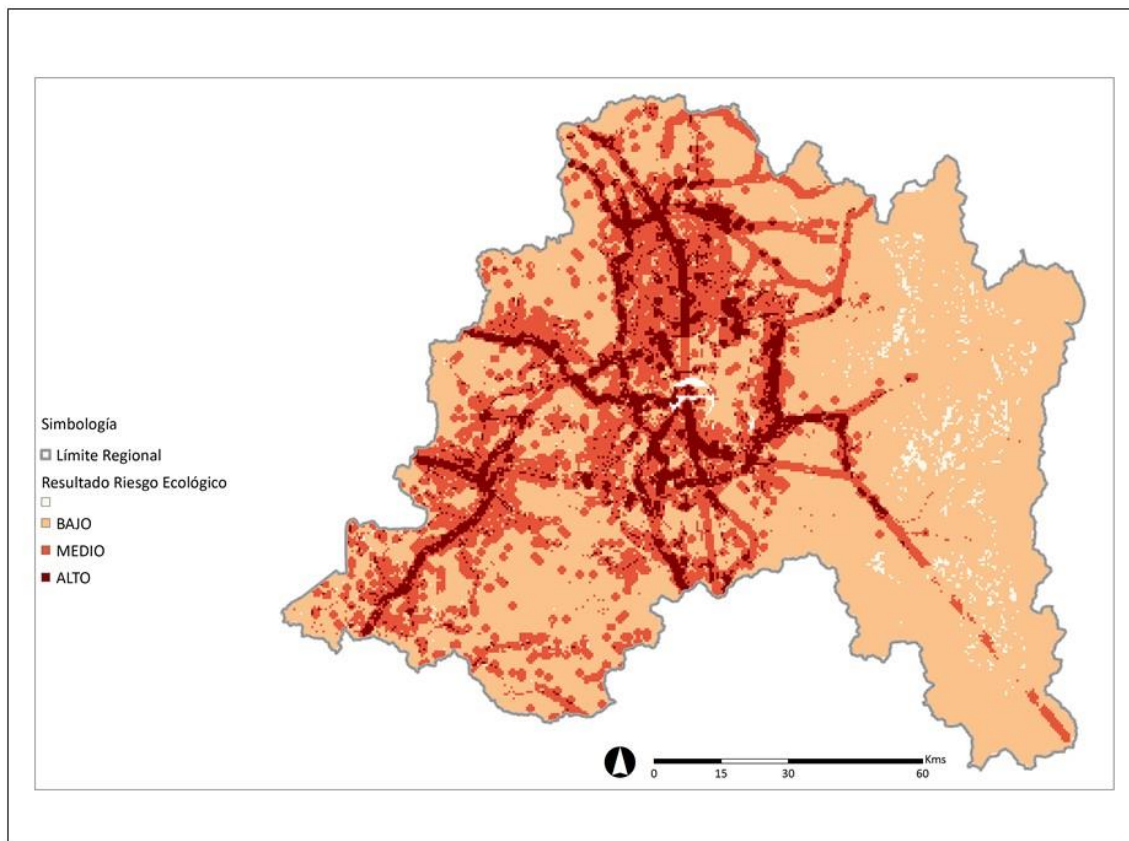 Simbología
Límite Regional
Resultado Riesgo Ecológico
BAJO
MEDIO
ALTO
Kms
0 15 30 60